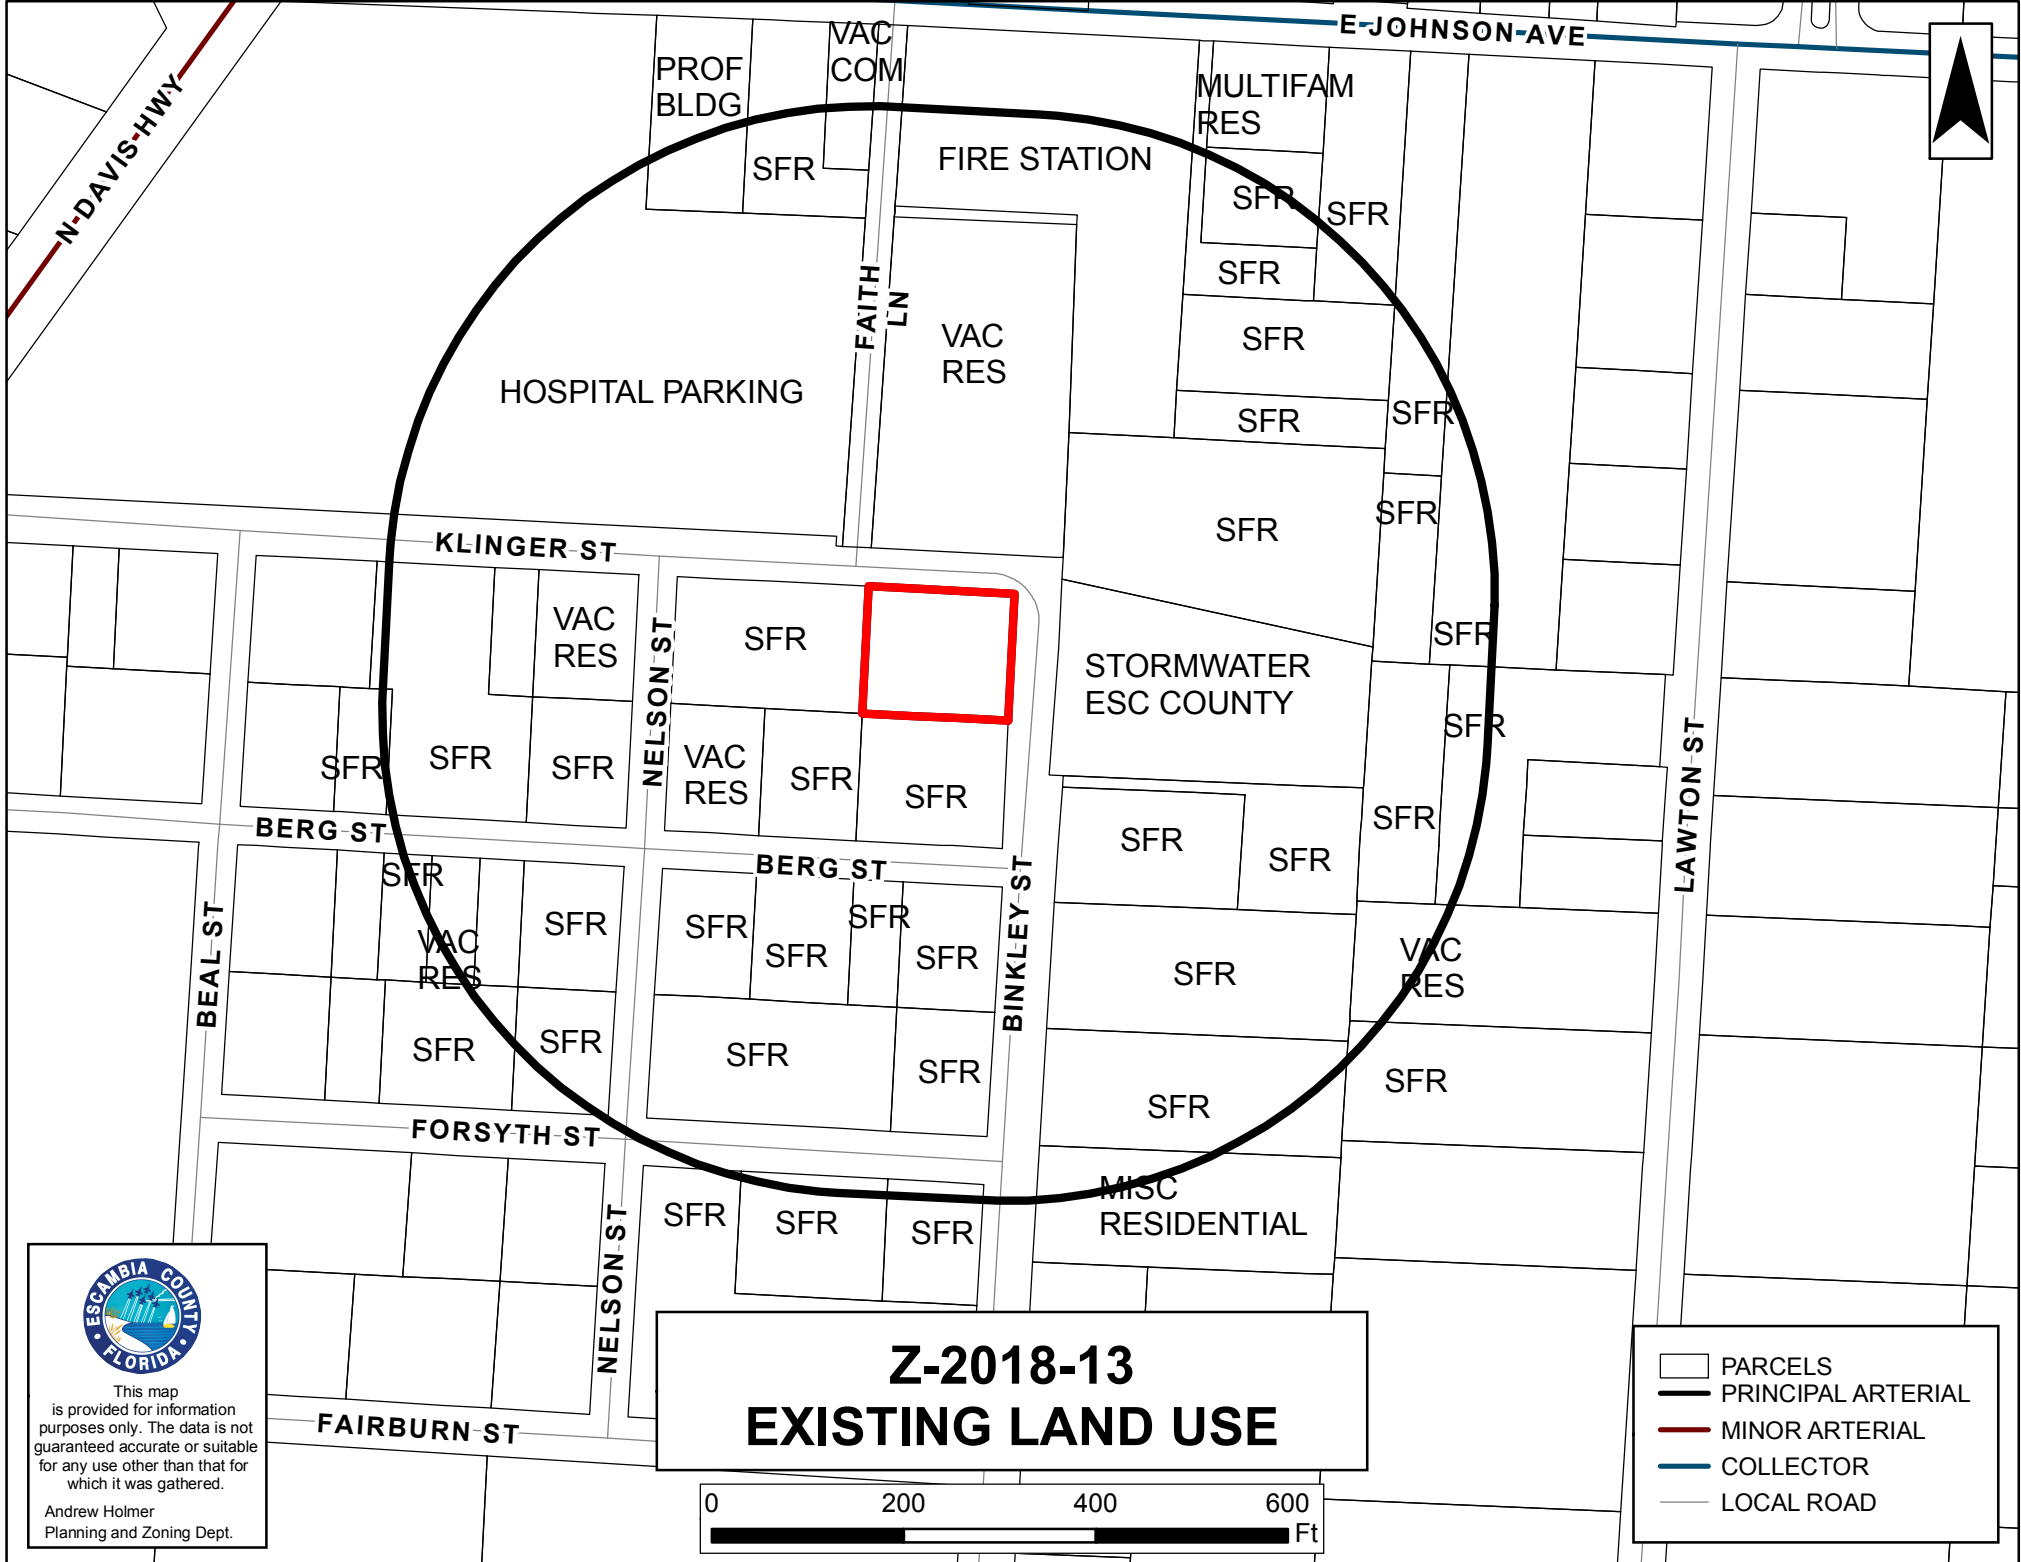 E JOHNSON AVE
N DAVIS HWY
VAC
COM
PROF
BLDG
MULTIFAM
RES
SFR
FIRE STATION
SFR
SFR
SFR
FAITH
LN
VAC
RES
SFR
HOSPITAL PARKING
SFR
SFR
SFR
SFR
KLINGER ST
VAC
RES
NELSON ST
SFR
SFR
STORMWATER
ESC COUNTY
SFR
LAWTON ST
SFR
SFR
SFR
VAC
RES
SFR
SFR
SFR
BERG ST
BERG ST
SFR
SFR
SFR
BEAL ST
VAC
RES
SFR
SFR
SFR
SFR
SFR
BINKLEY ST
SFR
VAC
RES
SFR
SFR
SFR
SFR
SFR
SFR
FORSYTH ST
SFR
SFR
SFR
MISC
RESIDENTIAL
NELSON ST
FAIRBURN ST
ESCAMBIA COUNTY
FLORIDA
This map
is provided for information
purposes only. The data is not
guaranteed accurate or suitable
for any use other than that for
which it was gathered.
Andrew Holmer
Planning and Zoning Dept.
Z-2018-13
EXISTING LAND USE
0 200 400 600
Ft
PARCELS
PRINCIPAL ARTERIAL
MINOR ARTERIAL
COLLECTOR
LOCAL ROAD